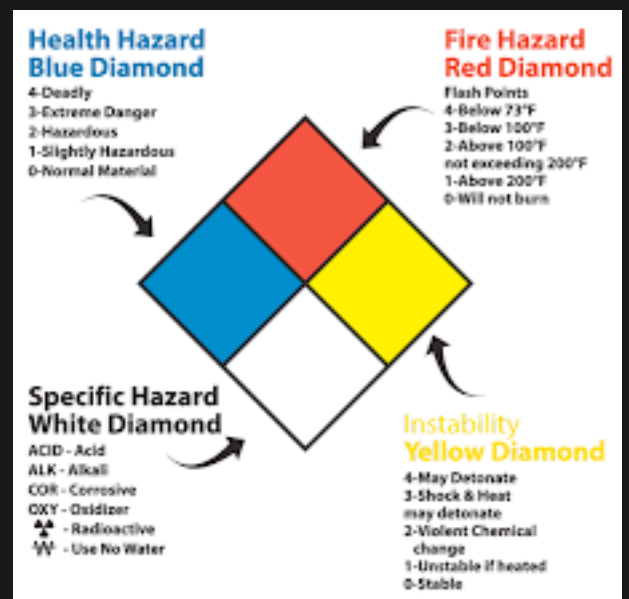 Health Hazard
Blue Diamond
4-Deadly
3-Extreme Danger
2-Hazardous
1-Slightly Hazardous
0-Normal Material
Fire Hazard
Red Diamond
Flash Points
4-Below 73°F
3-Below 100°F
2-Above 100°F
not exceeding 200°F
1-Above 200°F
0-Will not burn
Specific Hazard
White Diamond
ACID - Acid
ALK - Alkali
COR - Corrosive
OXY - Oxidizer
- Radioactive
- Use No Water
Instability
Yellow Diamond
4-May Detonate
3-Shock & Heat
may detonate
2-Violent Chemical
change
1-Unstable if heated
0-Stable